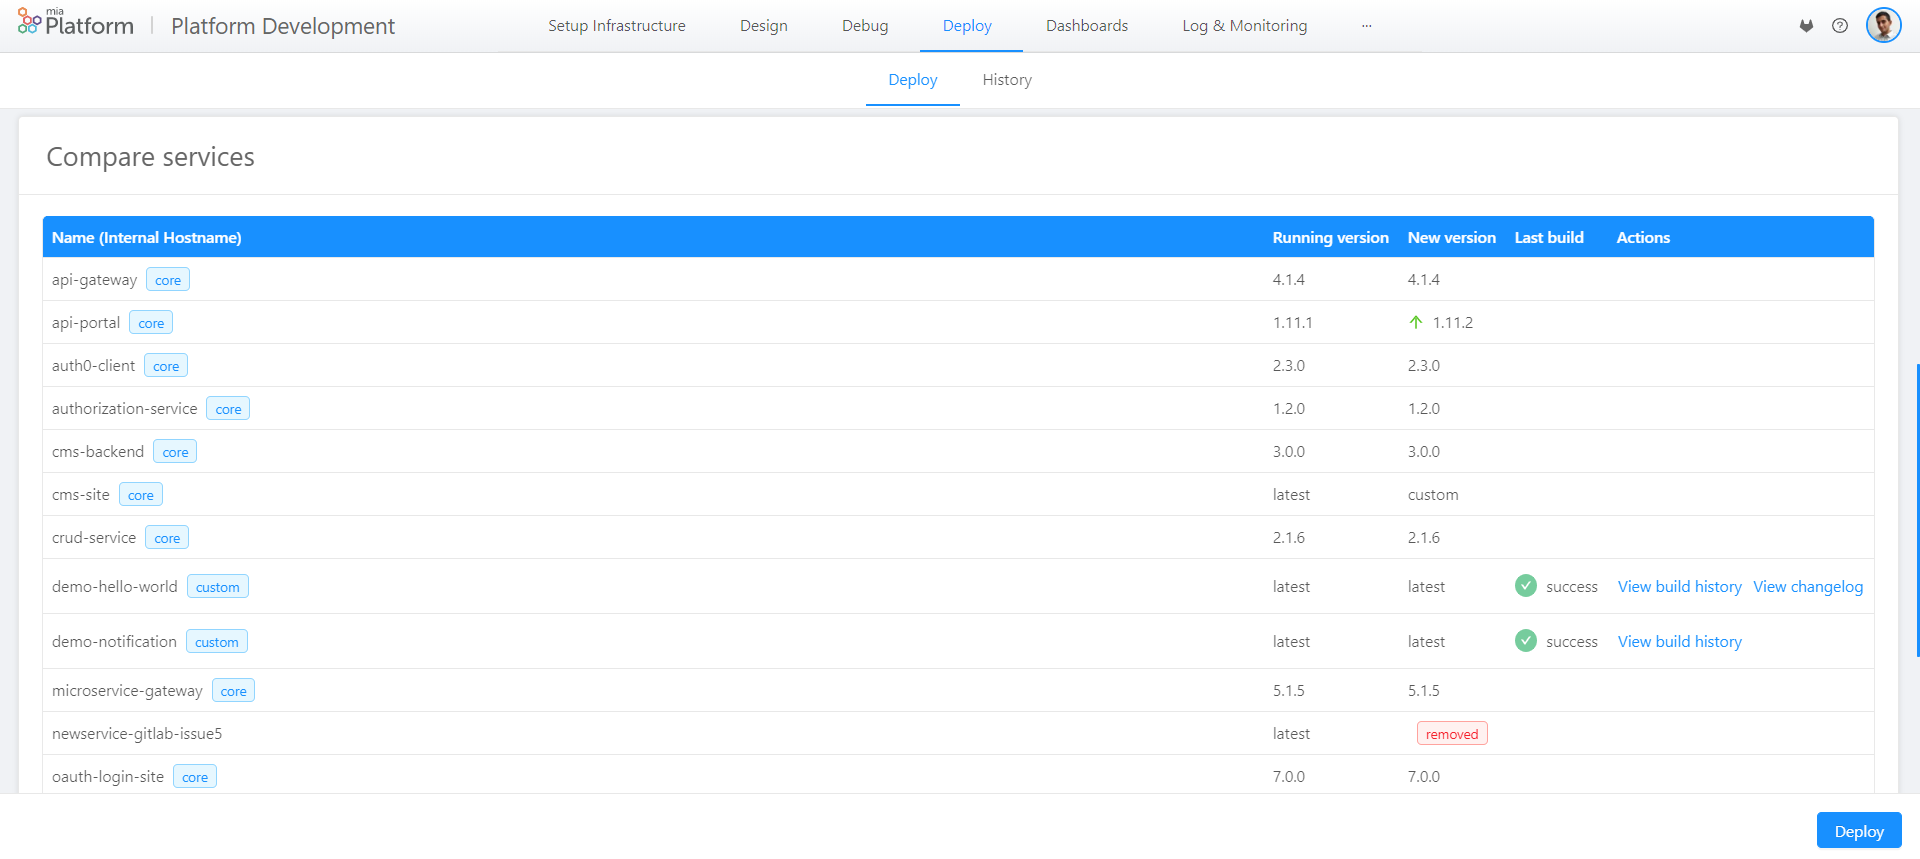 mia
Platform
Platform Development
Setup Infrastructure Design Debug Deploy Dashboards Log & Monitoring ...
Deploy History
Compare services
Name (Internal Hostname) Running version New version Last build Actions
api-gateway core 4.1.4 4.1.4
api-portal core 1.11.1 1.11.2
auth0-client core 2.3.0 2.3.0
authorization-service core 1.2.0 1.2.0
cms-backend core 3.0.0 3.0.0
cms-site core latest custom
crud-service core 2.1.6 2.1.6
demo-hello-world custom latest latest success View build history View changelog
demo-notification custom latest latest success View build history
microservice-gateway core 5.1.5 5.1.5
newservice-gitlab-issue5 latest removed
oauth-login-site core 7.0.0 7.0.0
Deploy